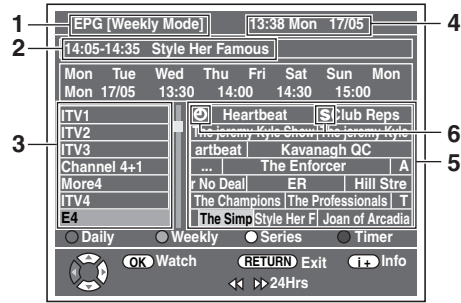 1 EPG [Weekly Mode] 13:38 Mon 17/05 4
2 14:05-14:35 Style Her Famous
Mon Tue Wed Thu Fri Sat Sun Mon
Mon 17/05 13:30 14:00 14:30 15:00
ITV1 Heartbeat S Club Reps
ITV2 The jeremy Kyle Show The jeremy Kyle 6
3 ITV3 artbeat Kavanagh QC 5
Channel 4+1 ... The Enforcer A
More4 r No Deal ER Hill Stre
ITV4 The Champions The Professionals T
E4 The Simp Style Her F Joan of Arcadia
Daily Weekly Series Timer
OK Watch RETURN Exit i+ Info
24Hrs